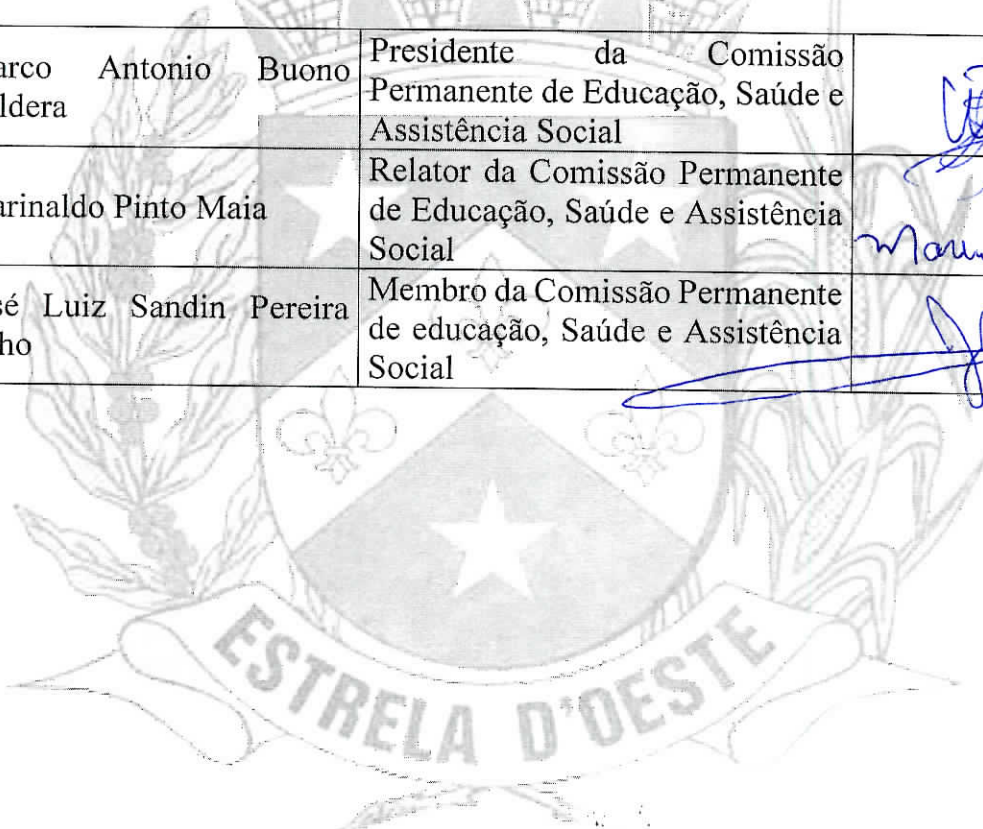 arco Antonio Buono
ldera
Presidente da Comissão
Permanente de Educação, Saúde e
Assistência Social
arinaldo Pinto Maia
Relator da Comissão Permanente
de Educação, Saúde e Assistência
Social
sé Luiz Sandin Pereira
ho
Membro da Comissão Permanente
de educação, Saúde e Assistência
Social
ESTRELA D'OESTE